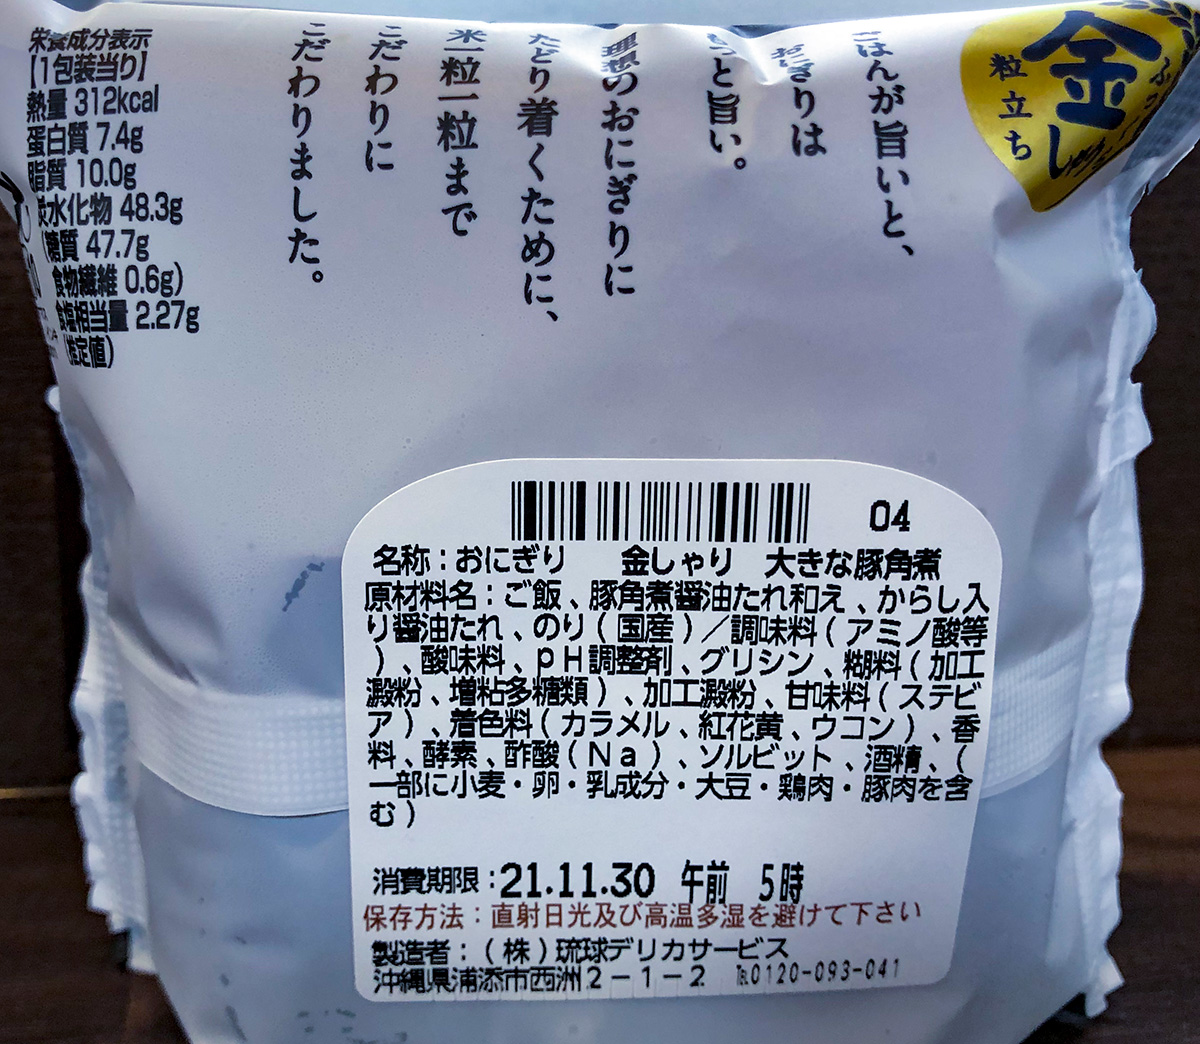 栄養成分表示
【1包装当り】
熱量 312kcal
蛋白質 7.4g
脂質 10.0g
炭水化物 48.3g
(糖質 47.7g
食物繊維 0.6g)
食塩相当量 2.27g
(推定値)
ごはんが旨いと、
おにぎりは
もっと旨い。
理想のおにぎりに
たどり着くために、
米一粒一粒まで
こだわりに
こだわりました。
金しゃり
粒立ち
04
名称：おにぎり 金しゃり 大きな豚角煮
原材料名：ご飯、豚角煮醤油たれ和え、からし入
り醤油たれ、のり(国産)／調味料(アミノ酸等
)、酸味料、pH調整剤、グリシン、糊料(加工
澱粉、増粘多糖類)、加工澱粉、甘味料(ステビ
ア)、着色料(カラメル、紅花黄、ウコン)、香
料、酵素、酢酸(Na)、ソルビット、酒精、(
一部に小麦・卵・乳成分・大豆・鶏肉・豚肉を含
む)
消費期限：21.11.30 午前 5時
保存方法：直射日光及び高温多湿を避けて下さい
製造者：(株)琉球デリカサービス
沖縄県浦添市西洲2-1-2 ℡0120-093-041